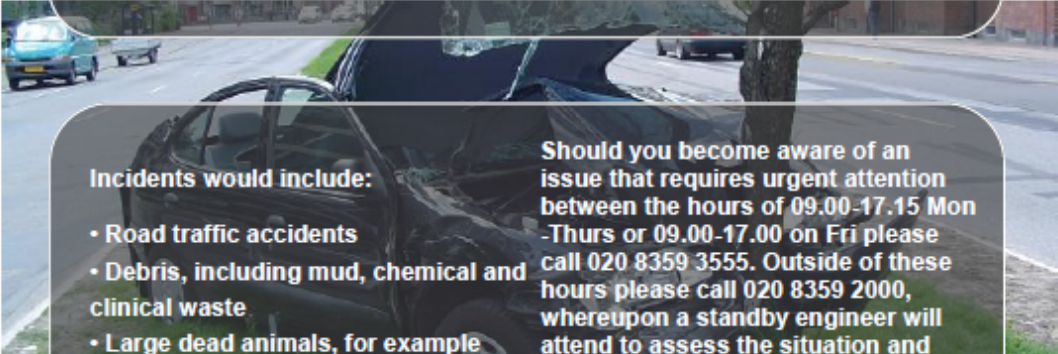 Incidents would include:
• Road traffic accidents
• Debris, including mud, chemical and
clinical waste
• Large dead animals, for example
Should you become aware of an
issue that requires urgent attention
between the hours of 09.00-17.15 Mon
-Thurs or 09.00-17.00 on Fri please
call 020 8359 3555. Outside of these
hours please call 020 8359 2000,
whereupon a standby engineer will
attend to assess the situation and